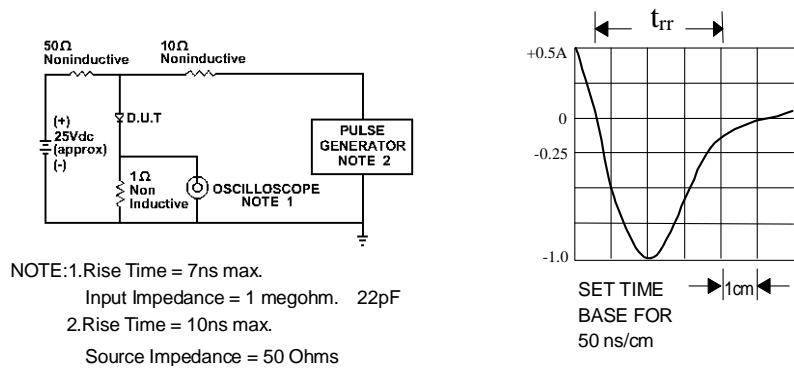 50Ω
Noninductive
10Ω
Noninductive
(+)
25Vdc
(approx)
(-)
D.U.T
1Ω
Non
Inductive
OSCILLOSCOPE
NOTE 1
PULSE
GENERATOR
NOTE 2
NOTE:1.Rise Time = 7ns max.
Input Impedance = 1 megohm. 22pF
2.Rise Time = 10ns max.
Source Impedance = 50 Ohms
trr
+0.5A
0
-0.25
-1.0
1cm
SET TIME
BASE FOR
50 ns/cm